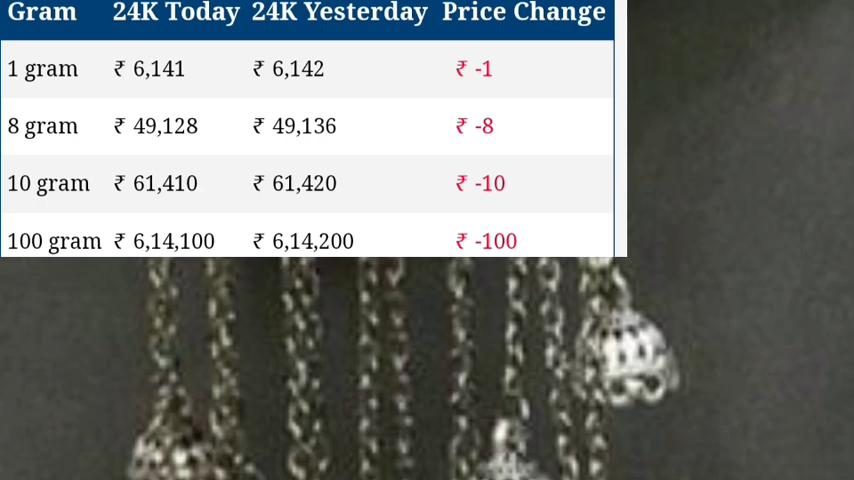 Gram 24K Today 24K Yesterday Price Change
1 gram ₹ 6,141 ₹ 6,142 ₹ -1
8 gram ₹ 49,128 ₹ 49,136 ₹ -8
10 gram ₹ 61,410 ₹ 61,420 ₹ -10
100 gram ₹ 6,14,100 ₹ 6,14,200 ₹ -100